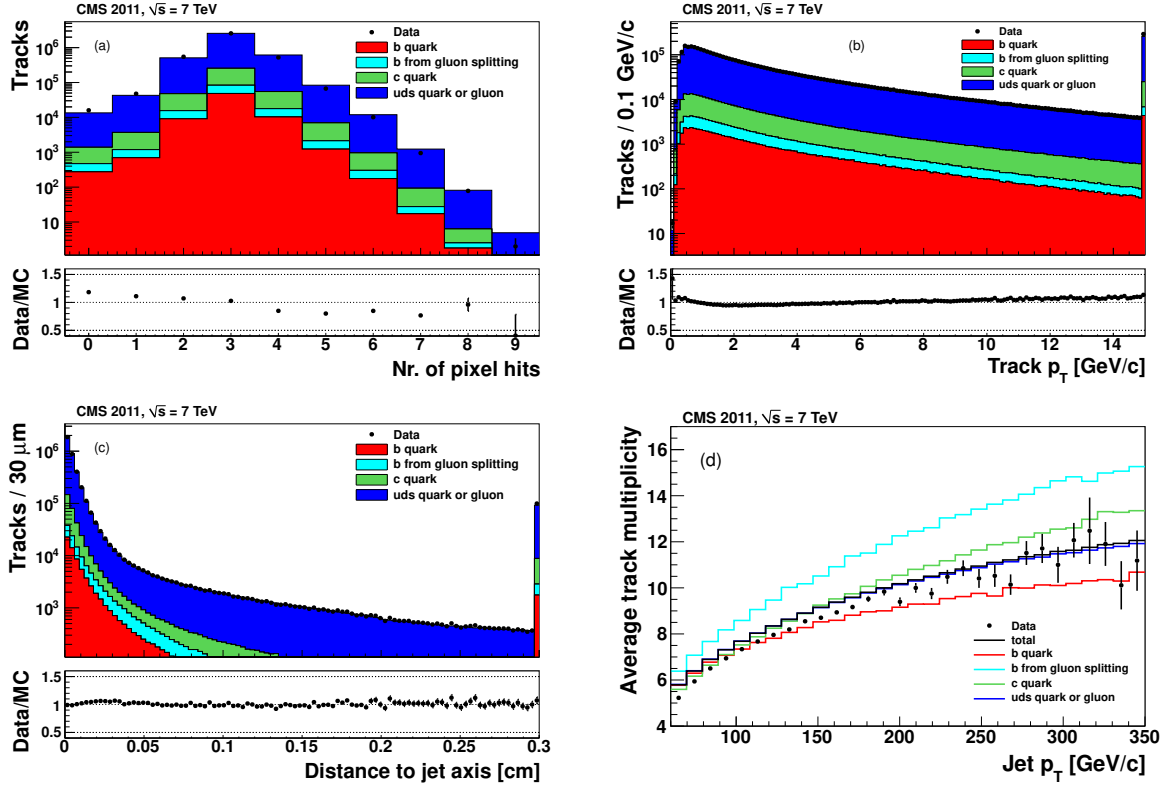 CMS 2011, √s = 7 TeV
(a)
Tracks
10⁶
10⁵
10⁴
10³
10²
10
Data
b quark
b from gluon splitting
c quark
uds quark or gluon
Data/MC
1.5
1
0.5
0 1 2 3 4 5 6 7 8 9
Nr. of pixel hits
CMS 2011, √s = 7 TeV
(b)
Tracks / 0.1 GeV/c
10⁵
10⁴
10³
10²
10
Data
b quark
b from gluon splitting
c quark
uds quark or gluon
Data/MC
1.5
1
0.5
0 2 4 6 8 10 12 14
Track p_T [GeV/c]
CMS 2011, √s = 7 TeV
(c)
Tracks / 30 μm
10⁶
10⁵
10⁴
10³
Data
b quark
b from gluon splitting
c quark
uds quark or gluon
Data/MC
1.5
1
0.5
0 0.05 0.1 0.15 0.2 0.25 0.3
Distance to jet axis [cm]
CMS 2011, √s = 7 TeV
(d)
Average track multiplicity
16
14
12
10
8
6
4
Data
total
b quark
b from gluon splitting
c quark
uds quark or gluon
100 150 200 250 300 350
Jet p_T [GeV/c]